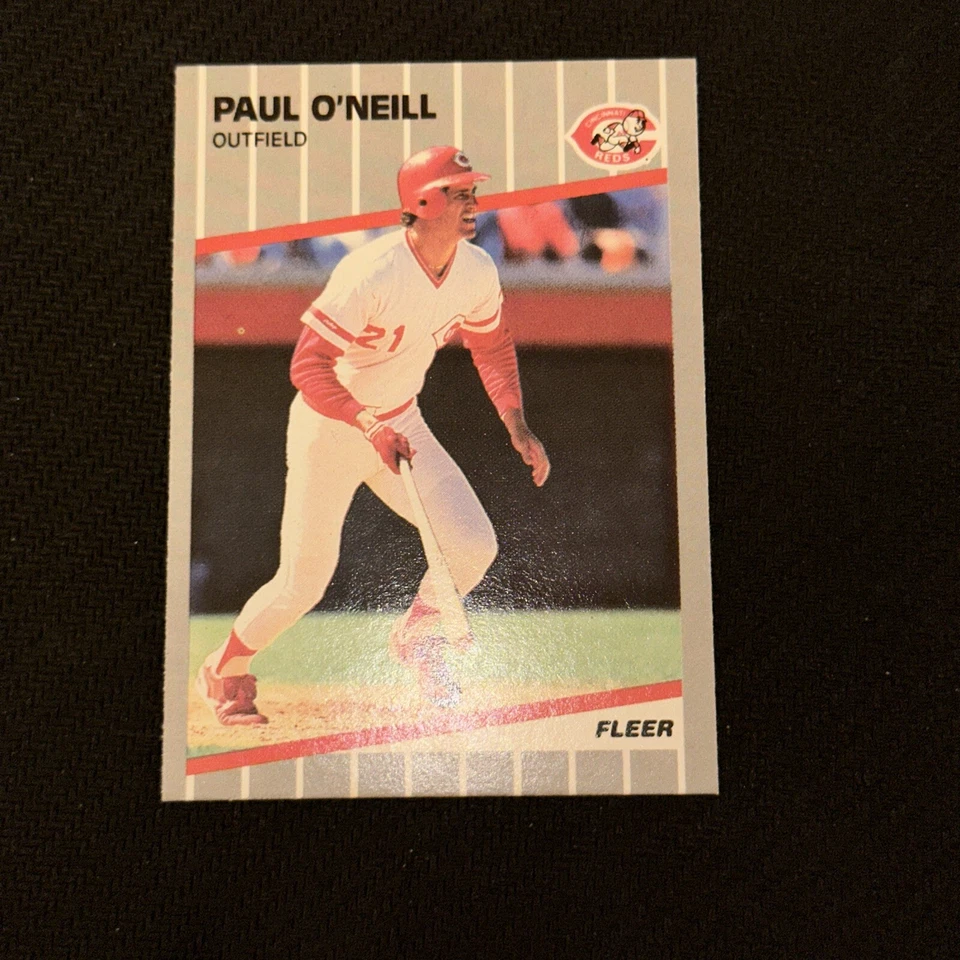 PAUL O'NEILL
OUTFIELD
CINCINNATI
REDS
21
FLEER